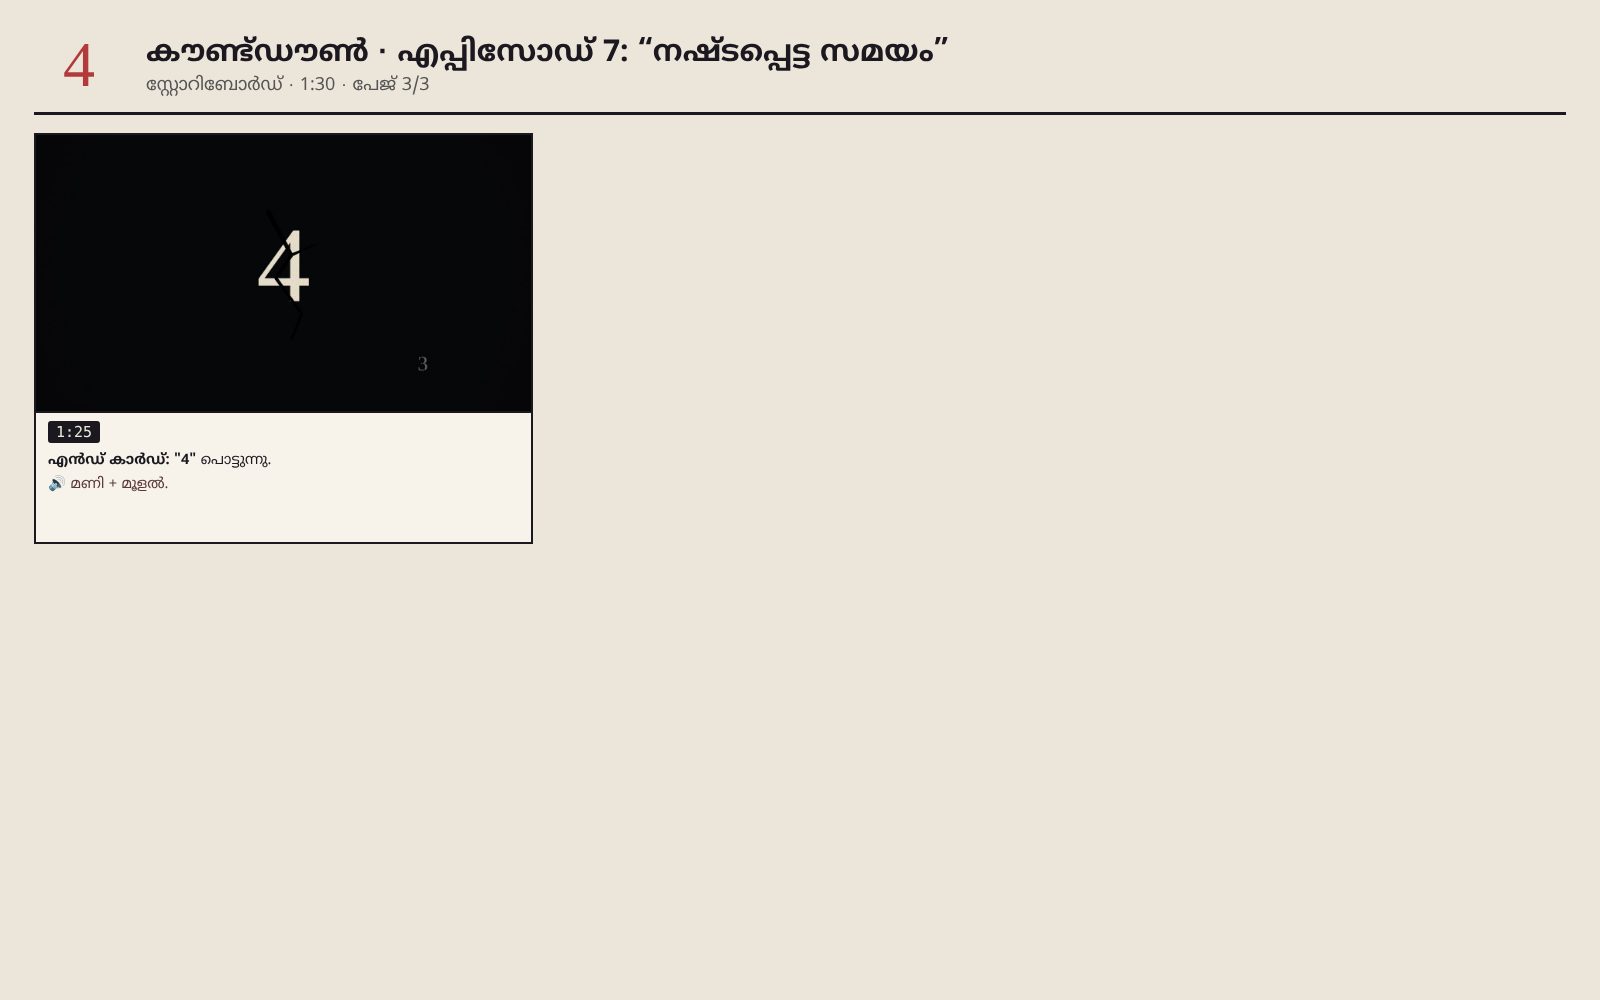 4
കൗണ്ട്ഡൗൺ · എപ്പിസോഡ് 7: “നഷ്ടപ്പെട്ട സമയം”
സ്റ്റോറിബോർഡ് · 1:30 · പേജ് 3/3
4
3
1:25
എൻഡ് കാർഡ്: "4" പൊട്ടുന്നു.
🔊 മണി + മൂളൽ.